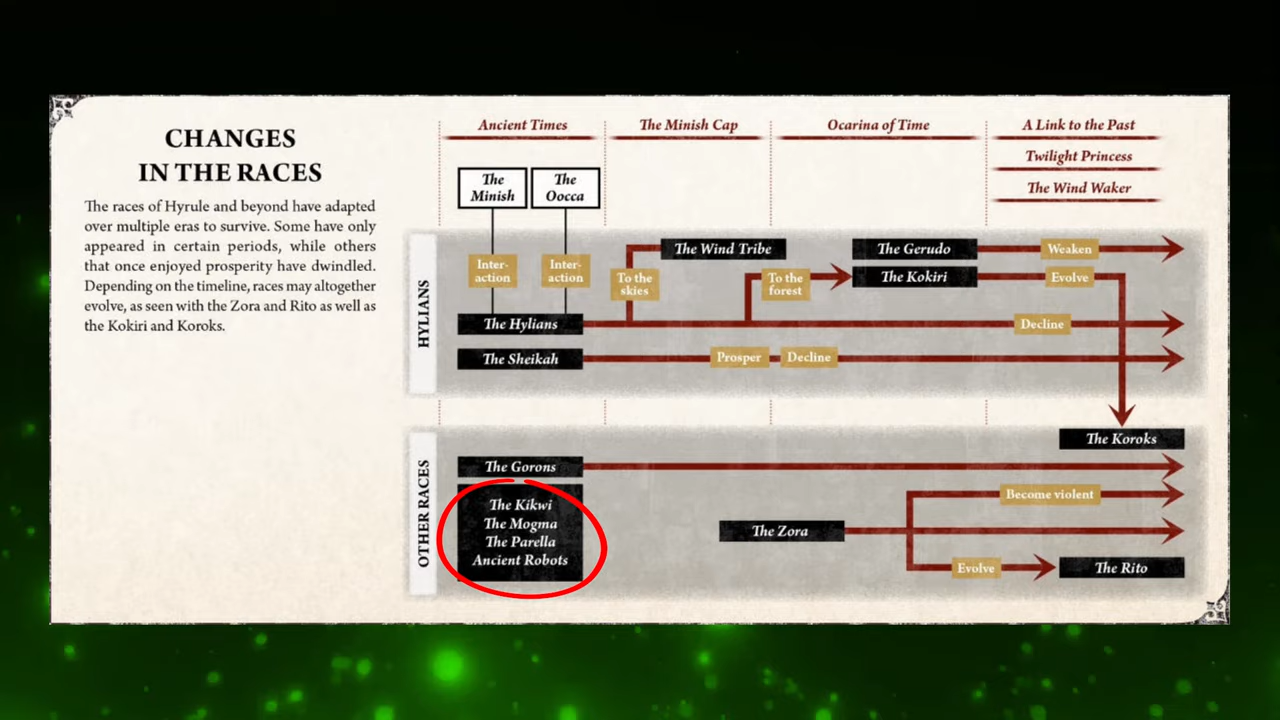 CHANGES
IN THE RACES
The races of Hyrule and beyond have adapted
over multiple eras to survive. Some have only
appeared in certain periods, while others
that once enjoyed prosperity have dwindled.
Depending on the timeline, races may altogether
evolve, as seen with the Zora and Rito as well as
the Kokiri and Koroks.
Ancient Times
The Minish Cap
Ocarina of Time
A Link to the Past
Twilight Princess
The Wind Waker
The
Minish
The
Oocca
HYLIANS
Inter-
action
Inter-
action
To the
skies
The Wind Tribe
To the
forest
The Gerudo
Weaken
The Kokiri
Evolve
The Hylians
Decline
The Sheikah
Prosper
Decline
The Koroks
OTHER RACES
The Gorons
The Kikwi
The Mogma
The Parella
Ancient Robots
The Zora
Become violent
Evolve
The Rito